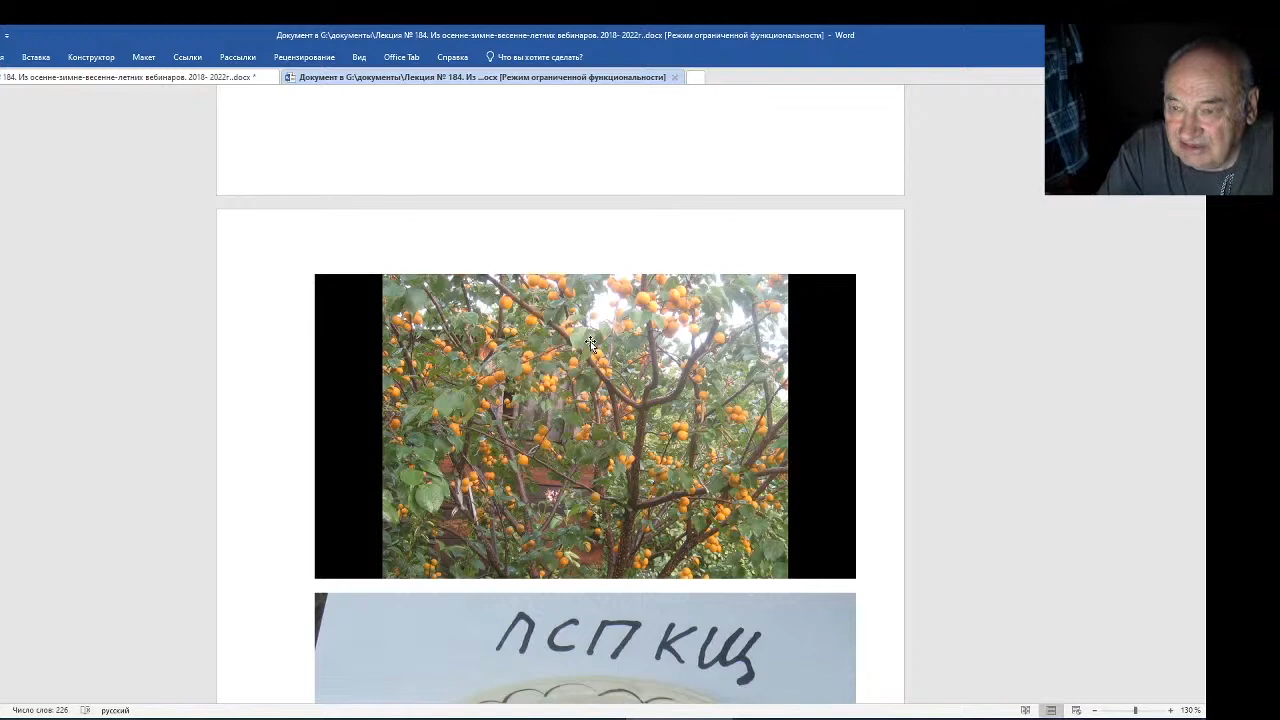 Документ в G:\документы\Лекция № 184. Из осенне-зимне-весенне-летних вебинаров. 2018- 2022г..docx [Режим ограниченной функциональности] - Word
я Вставка Конструктор Макет Ссылки Рассылки Рецензирование Вид Office Tab Справка Что вы хотите сделать?
184. Из осенне-зимне-весенне-летних вебинаров. 2018- 2022г..docx * Документ в G:\документы\Лекция № 184. Из ...осх [Режим ограниченной функциональности]
ЛСП КЩ
Число слов: 226 русский 130 %